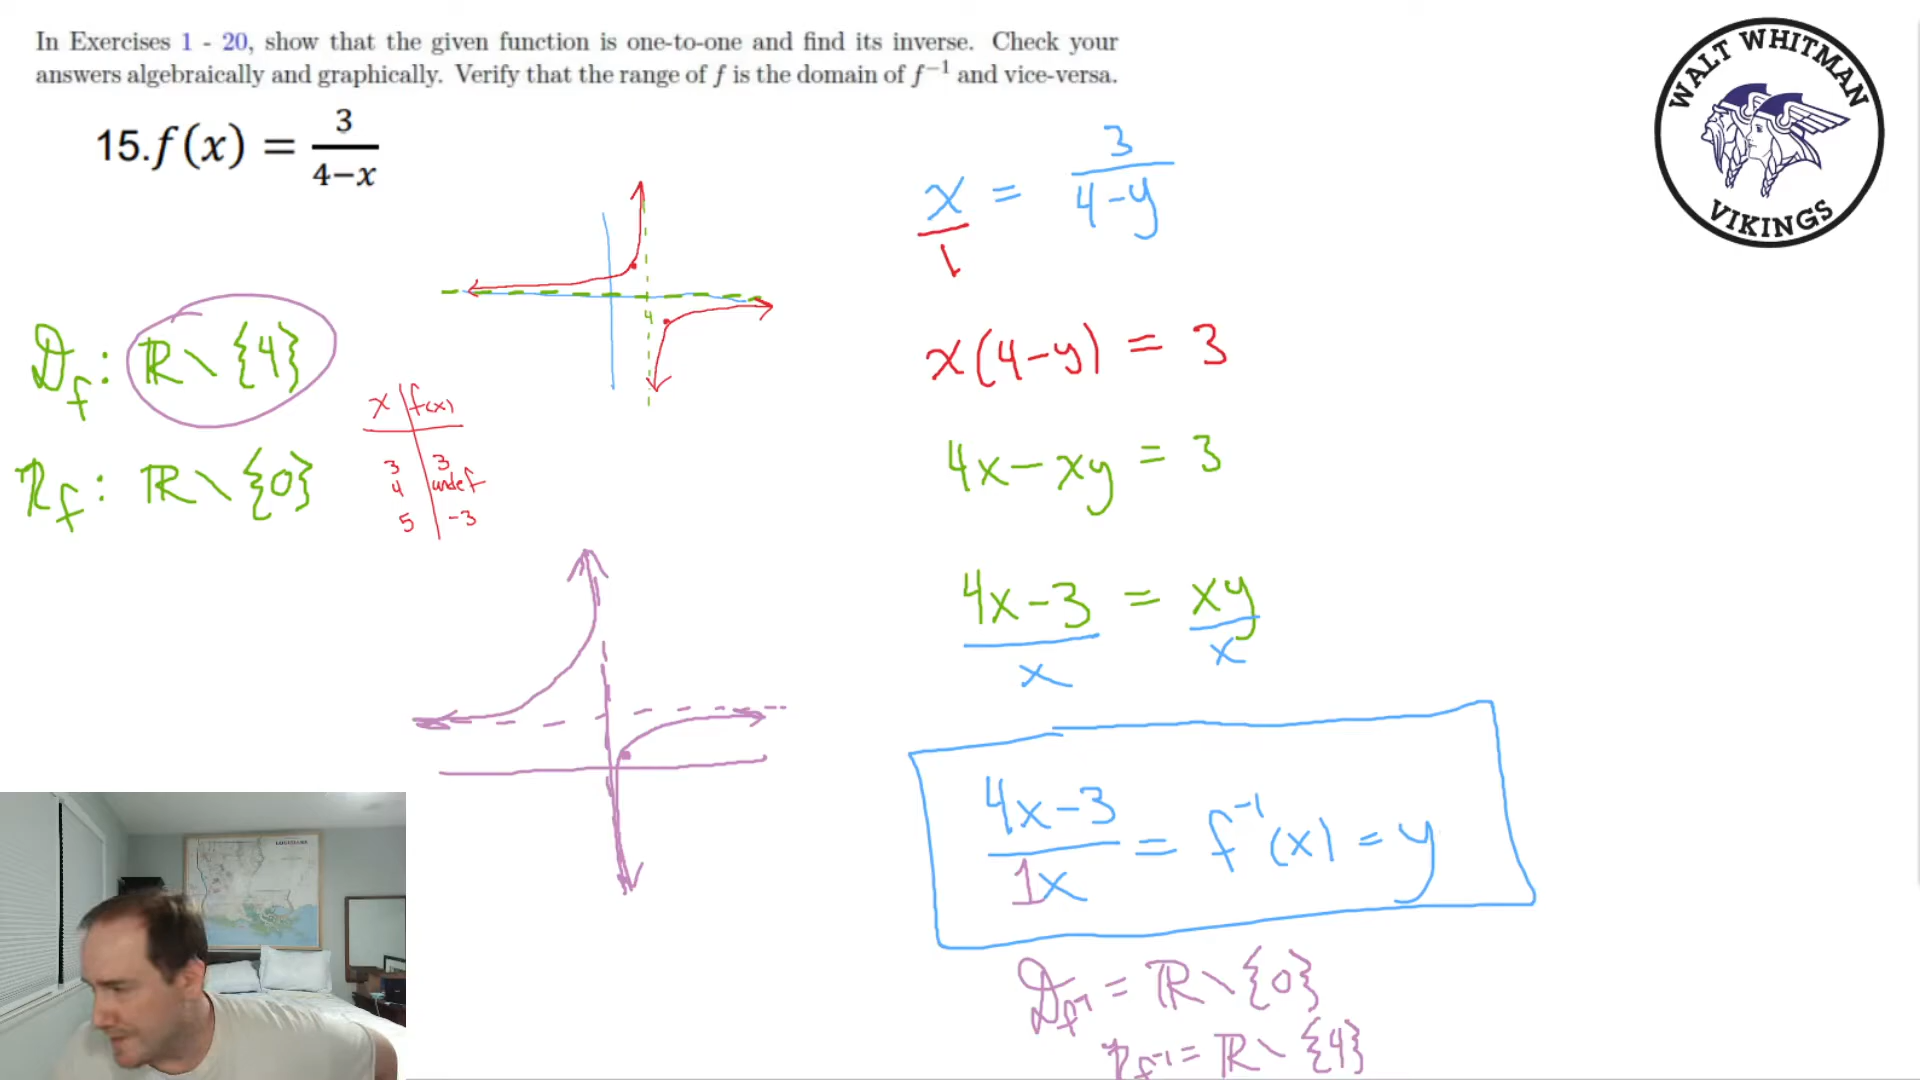 In Exercises 1 - 20, show that the given function is one-to-one and find its inverse. Check your
answers algebraically and graphically. Verify that the range of f is the domain of f⁻¹ and vice-versa.
15. f(x) = 3/(4−x)
WALT WHITMAN
VIKINGS
x/1 = 3/(4-y)
4
D_f: ℝ \ {4}
R_f: ℝ \ {0}
x | f(x)
3 | 3
4 | undef
5 | -3
x(4-y) = 3
4x - xy = 3
(4x-3)/x = xy/x
(4x-3)/1x = f⁻¹(x) = y
D_f⁻¹ = ℝ \ {0}
R_f⁻¹ = ℝ \ {4}